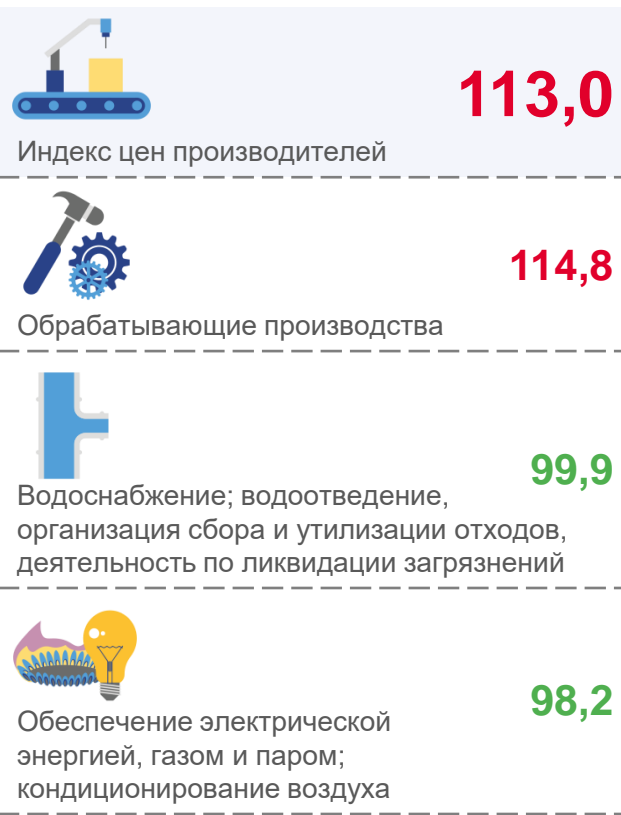 113,0
Индекс цен производителей
114,8
Обрабатывающие производства
99,9
Водоснабжение; водоотведение,
организация сбора и утилизации отходов,
деятельность по ликвидации загрязнений
98,2
Обеспечение электрической
энергией, газом и паром;
кондиционирование воздуха